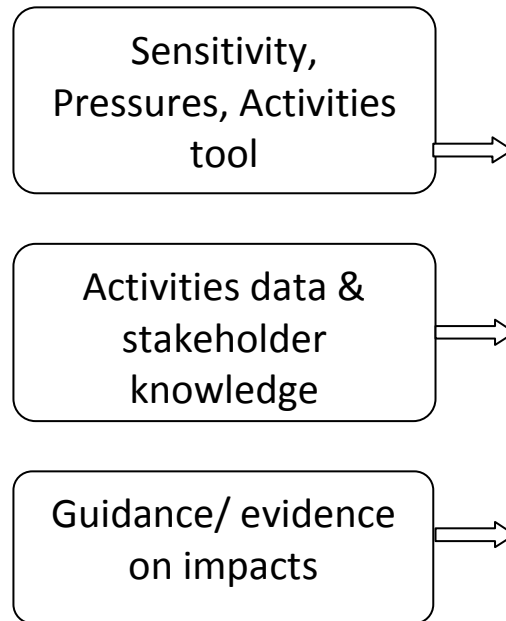 Sensitivity,
Pressures, Activities
tool
Activities data &
stakeholder
knowledge
Guidance/ evidence
on impacts